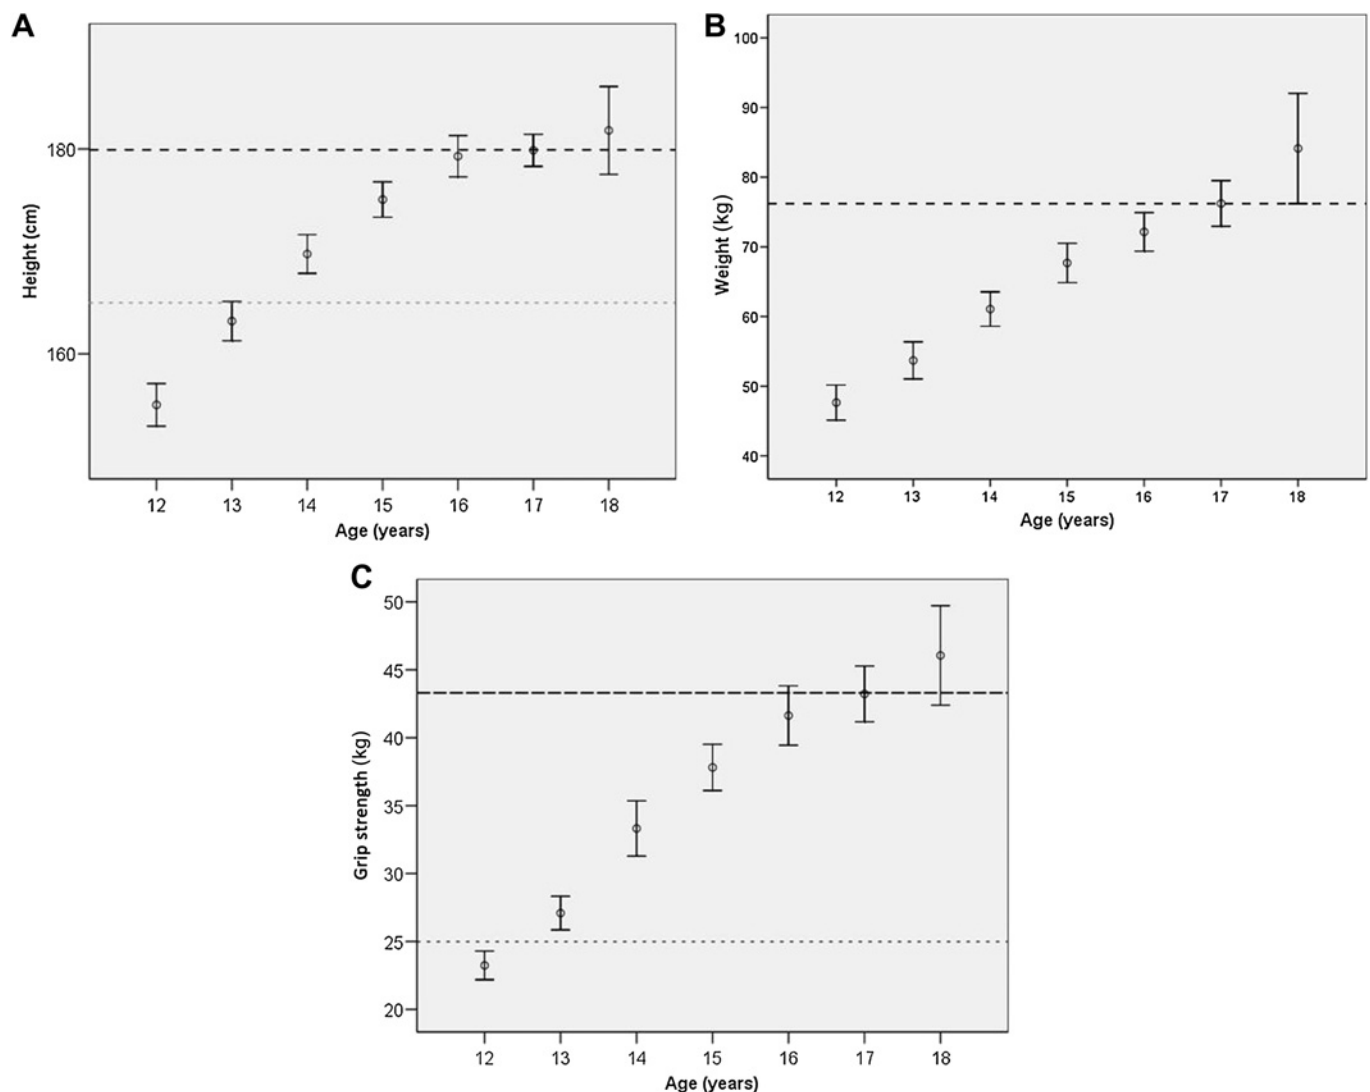 A
Height (cm)
180
160
12 13 14 15 16 17 18
Age (years)
B
Weight (kg)
100
90
80
70
60
50
40
12 13 14 15 16 17 18
Age (years)
C
Grip strength (kg)
50
45
40
35
30
25
20
12 13 14 15 16 17 18
Age (years)